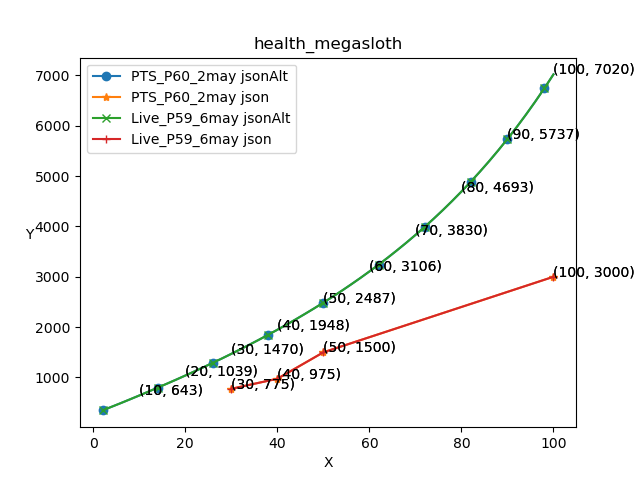 health_megasloth
PTS_P60_2may jsonAlt
PTS_P60_2may json
Live_P59_6may jsonAlt
Live_P59_6may json
7000
6000
5000
4000
3000
2000
1000
Y
(100, 7020)
(90, 5737)
(80, 4693)
(70, 3830)
(60, 3106)
(100, 3000)
(50, 2487)
(40, 1948)
(30, 1470)
(50, 1500)
(20, 1039)
(40, 975)
(30, 775)
(10, 643)
0 20 40 60 80 100
X